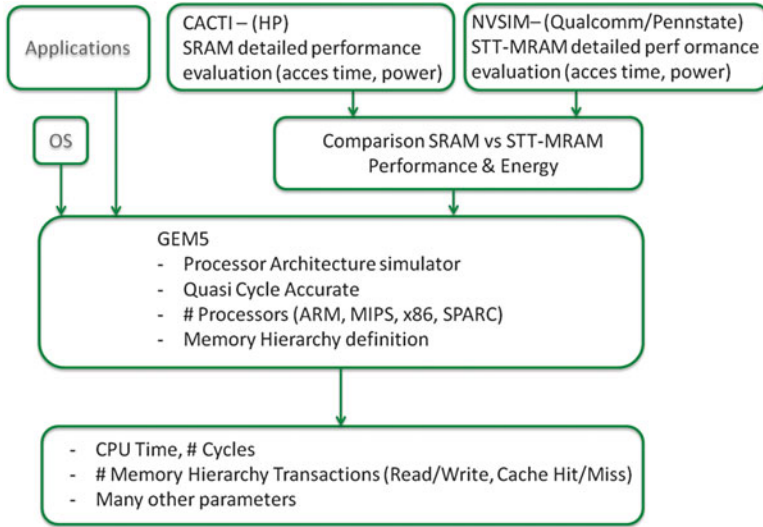 Applications
CACTI – (HP)
SRAM detailed performance
evaluation (acces time, power)
NVSIM– (Qualcomm/Pennstate)
STT-MRAM detailed perf ormance
evaluation (acces time, power)
OS
Comparison SRAM vs STT-MRAM
Performance & Energy
GEM5
- Processor Architecture simulator
- Quasi Cycle Accurate
- # Processors (ARM, MIPS, x86, SPARC)
- Memory Hierarchy definition
- CPU Time, # Cycles
- # Memory Hierarchy Transactions (Read/Write, Cache Hit/Miss)
- Many other parameters